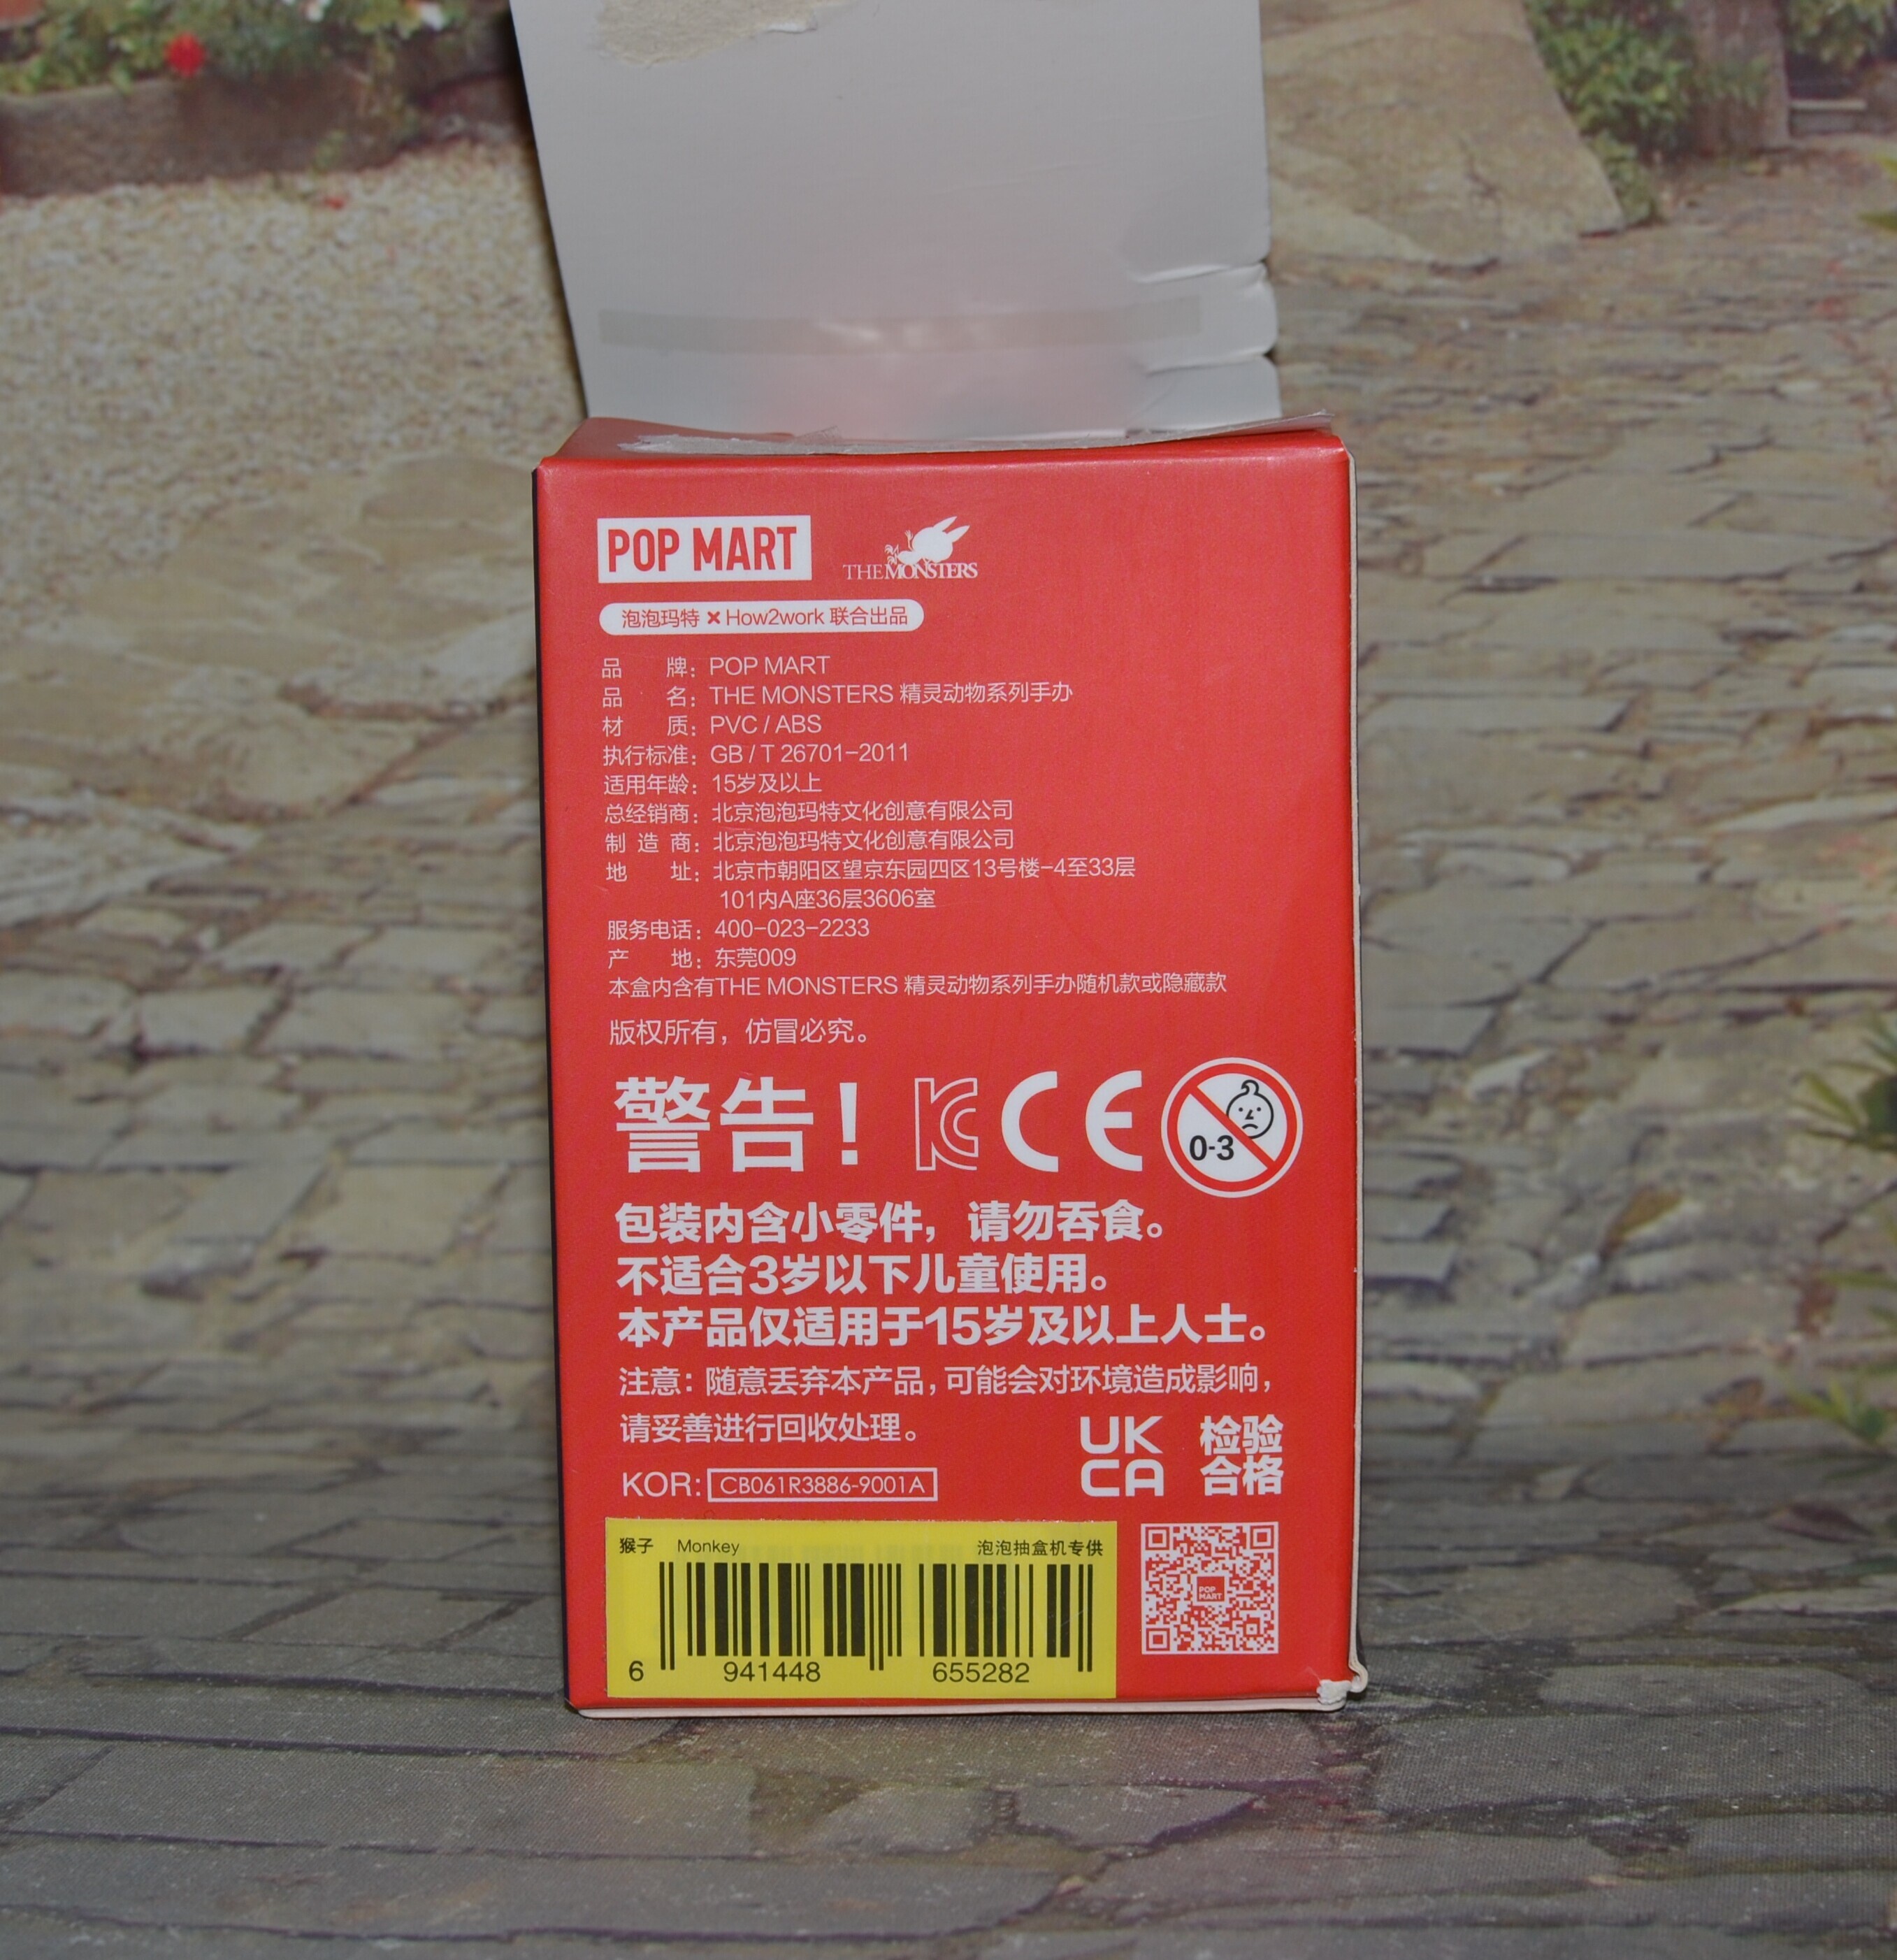 POP MART
THE MONSTERS
泡泡玛特 × How2work 联合出品
品 牌：POP MART
品 名：THE MONSTERS 精灵动物系列手办
材 质：PVC / ABS
执行标准：GB / T 26701-2011
适用年龄：15岁及以上
总经销商：北京泡泡玛特文化创意有限公司
制 造 商：北京泡泡玛特文化创意有限公司
地 址：北京市朝阳区望京东园四区13号楼-4至33层
101内A座36层3606室
服务电话：400-023-2233
产 地：东莞009
本盒内含有THE MONSTERS 精灵动物系列手办随机款或隐藏款
版权所有，仿冒必究。
警告！ KC CE 0-3
包装内含小零件，请勿吞食。
不适合3岁以下儿童使用。
本产品仅适用于15岁及以上人士。
注意：随意丢弃本产品，可能会对环境造成影响，
请妥善进行回收处理。
UK
CA
检验
合格
KOR: CB061R3886-9001A
猴子 Monkey 泡泡抽盒机专供
6 941448 655282
POP
MART